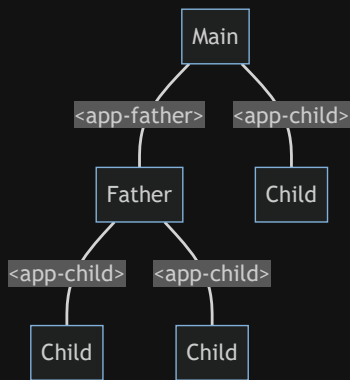 Main
<app-father>
<app-child>
Father
Child
<app-child>
<app-child>
Child
Child